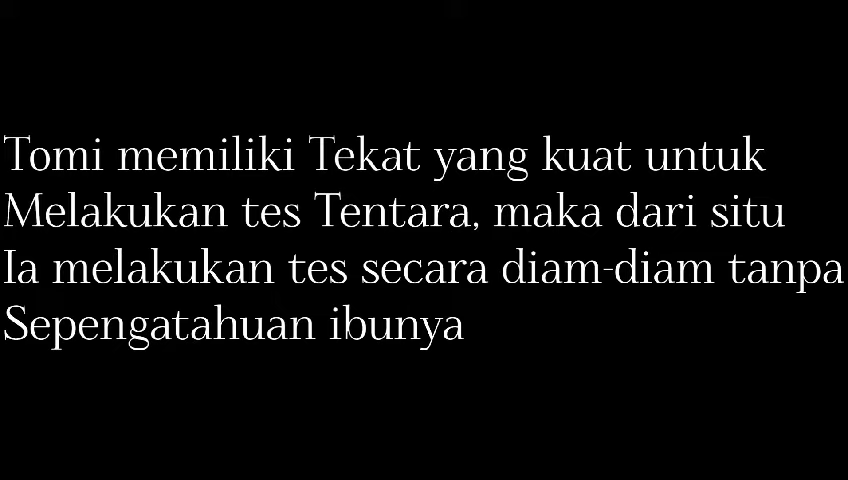 Tomi memiliki Tekat yang kuat untuk
Melakukan tes Tentara, maka dari situ
Ia melakukan tes secara diam-diam tanpa
Sepengatahuan ibunya